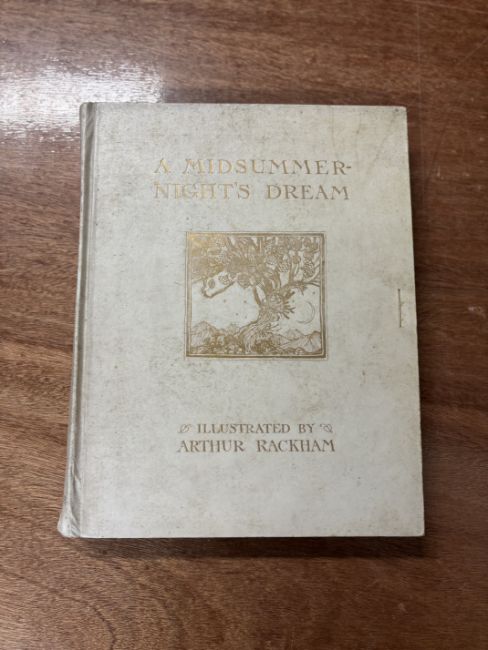 A MIDSUMMER-
NIGHT'S DREAM
ILLUSTRATED BY
ARTHUR RACKHAM